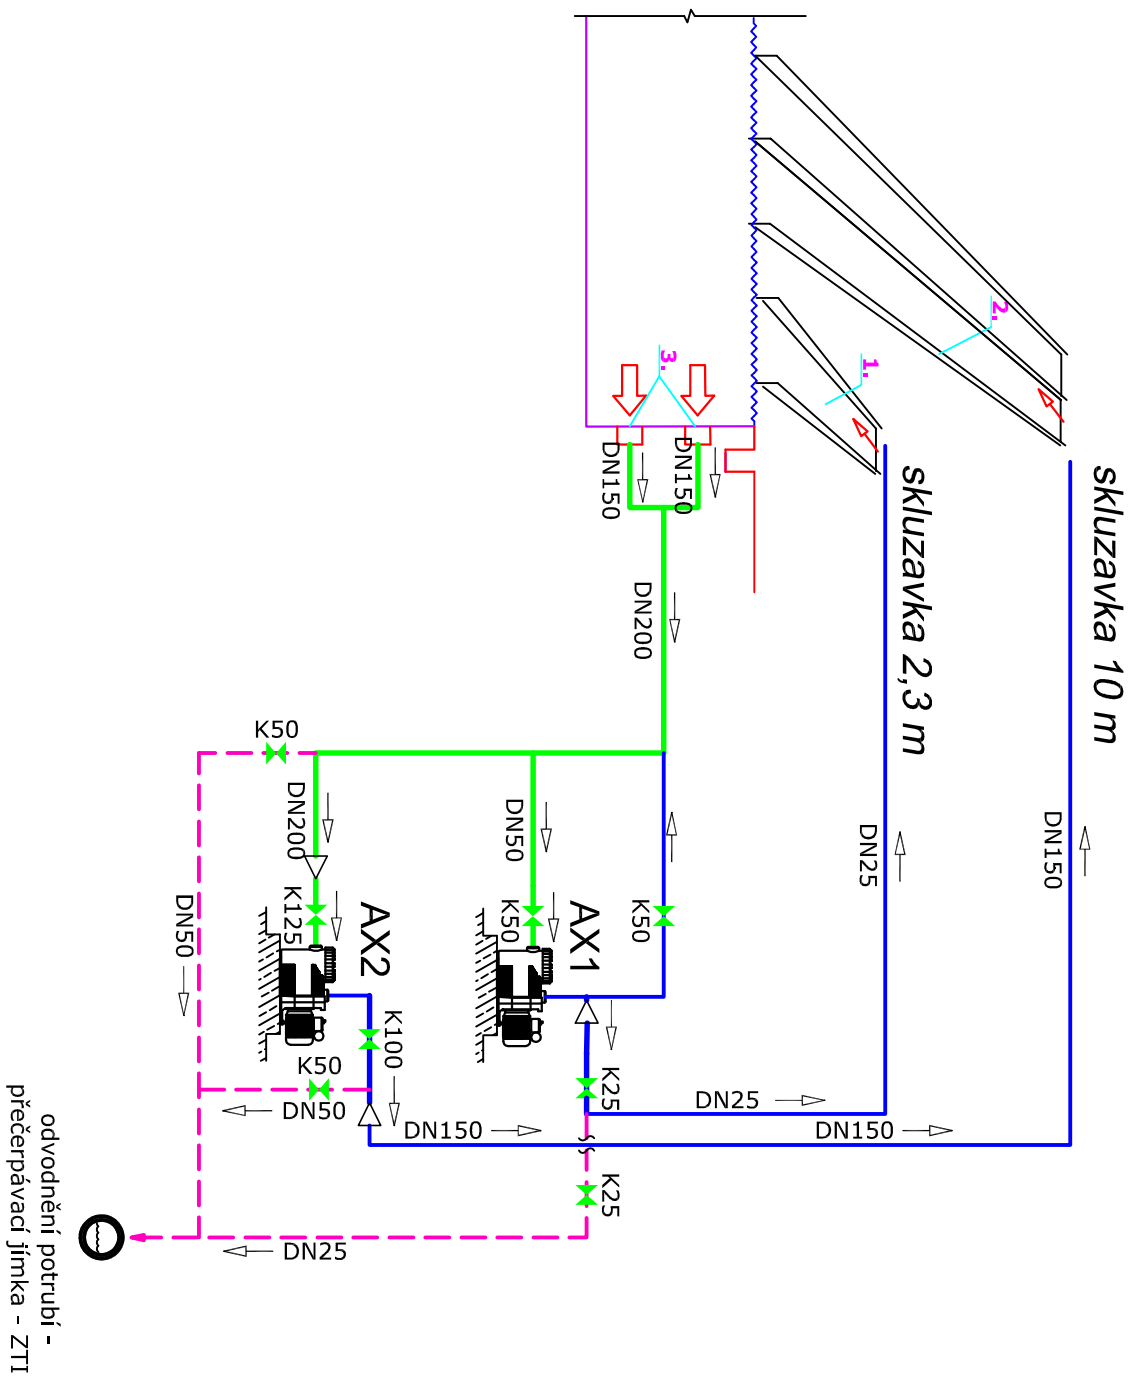 2.
3.
1.
DN150
DN150
skluzavka 2,3 m
skluzavka 10 m
DN200
K50
DN200
DN50
DN25
DN150
DN50
K125
AX2
K50
AX1
K50
K100
K50
DN50
K25
DN25
DN150
DN150
K25
DN25
odvodnění potrubí -
přečerpávací jímka - ZTI